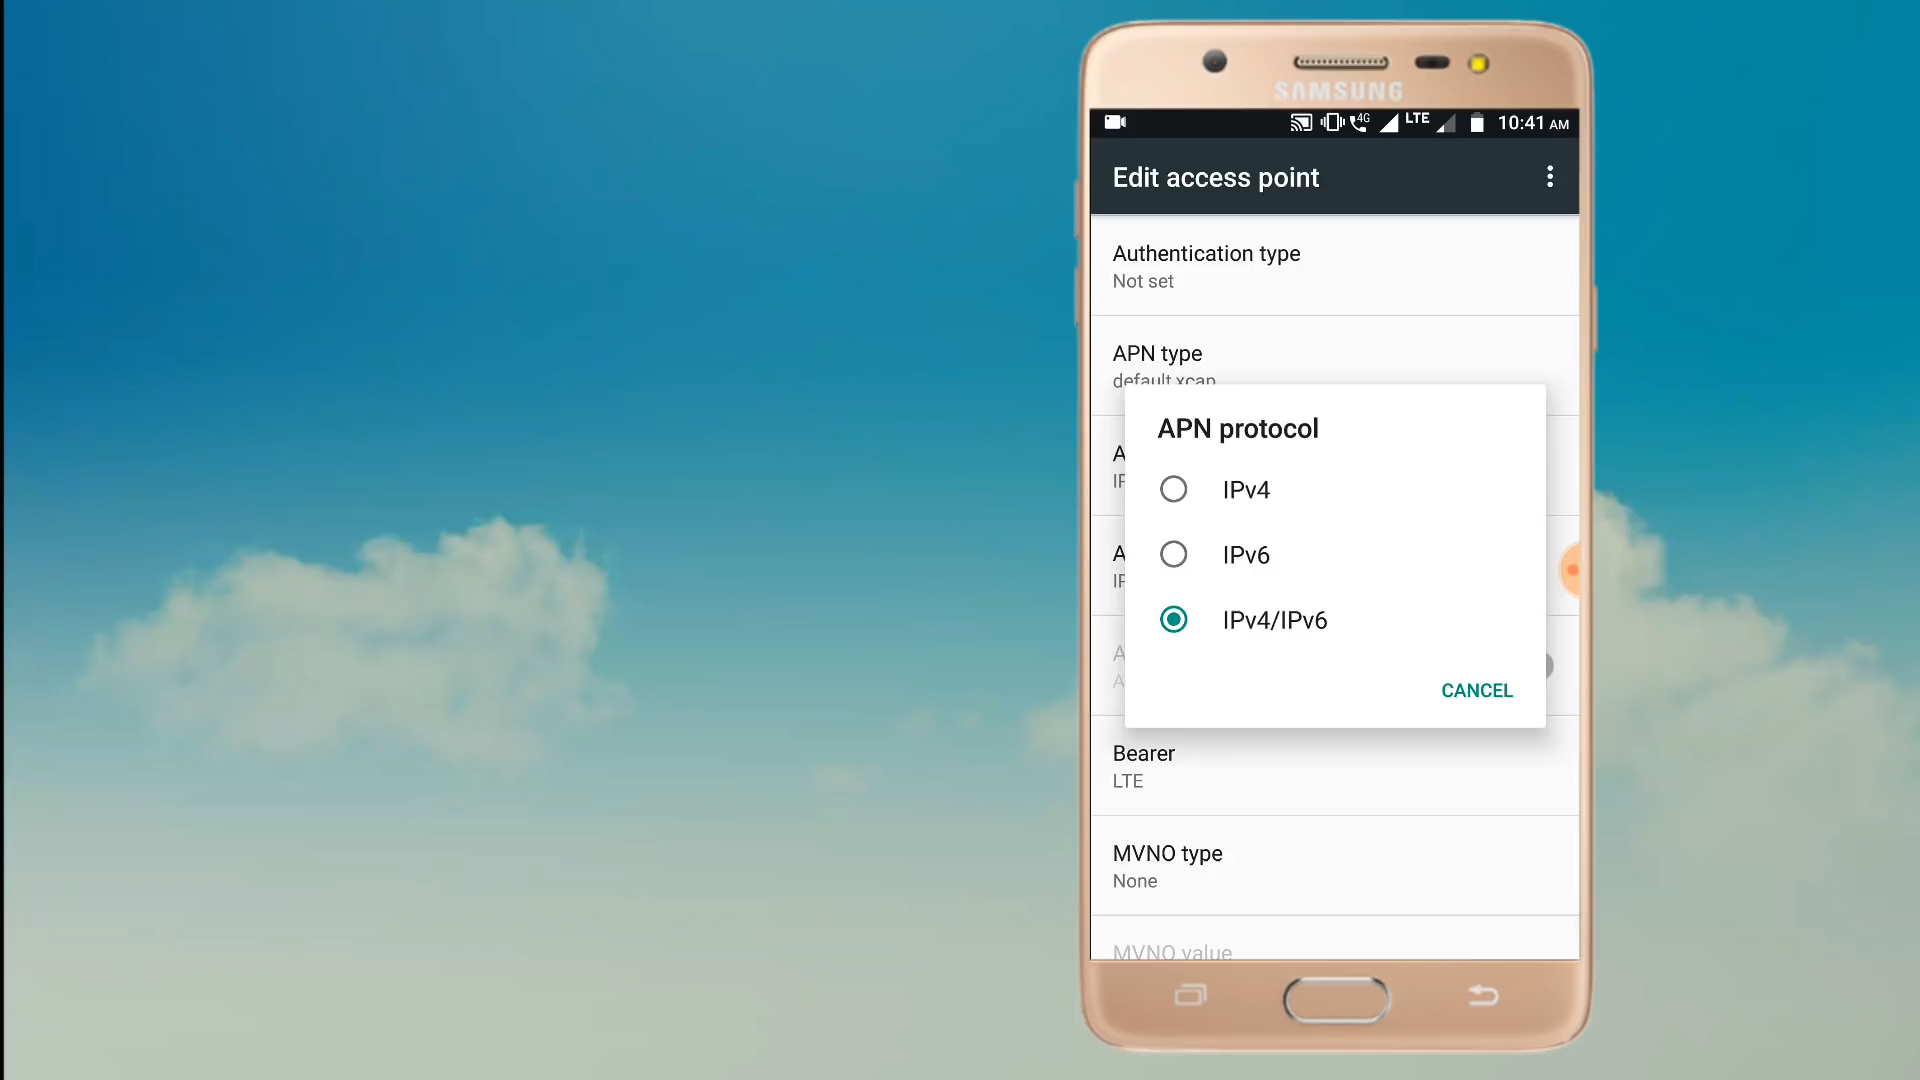 SAMSUNG
4G LTE 10:41 AM
Edit access point
Authentication type
Not set
APN type
default,xcap
APN protocol
IPv4
IPv6
IPv4/IPv6
CANCEL
Bearer
LTE
MVNO type
None
MVNO value